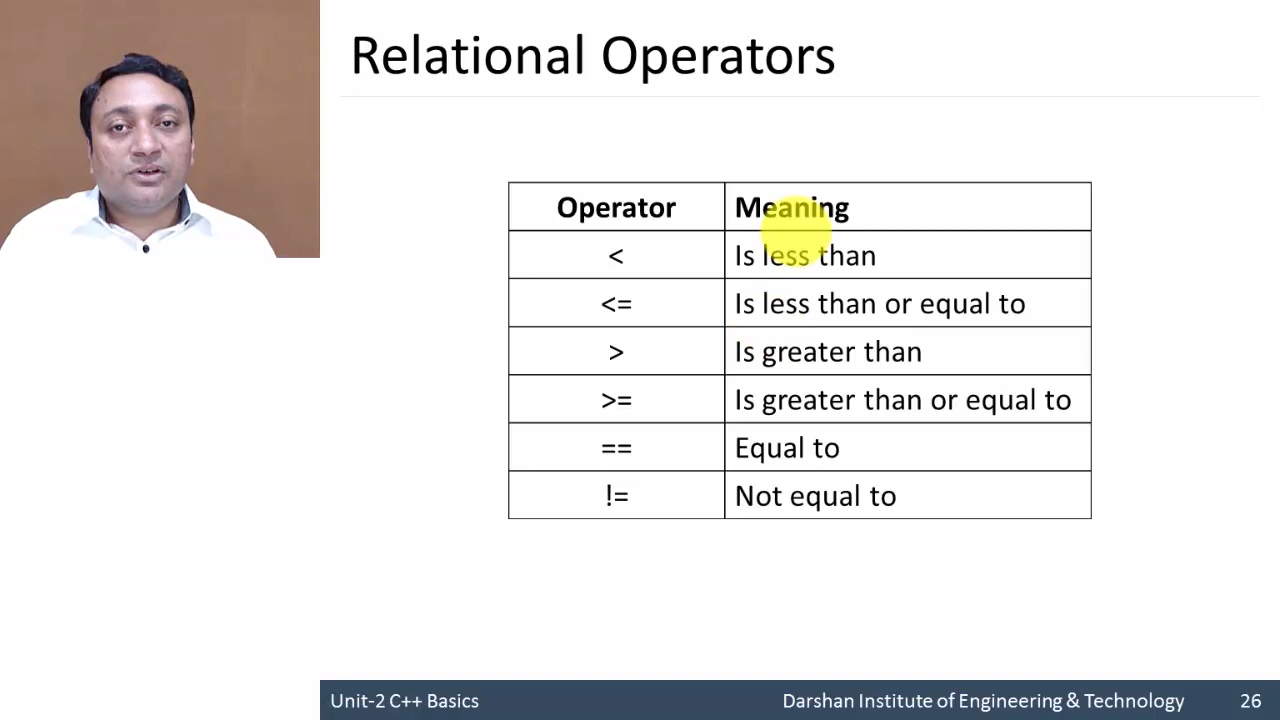 Relational Operators
Operator Meaning
< Is less than
<= Is less than or equal to
> Is greater than
>= Is greater than or equal to
== Equal to
!= Not equal to
Unit-2 C++ Basics Darshan Institute of Engineering & Technology 26